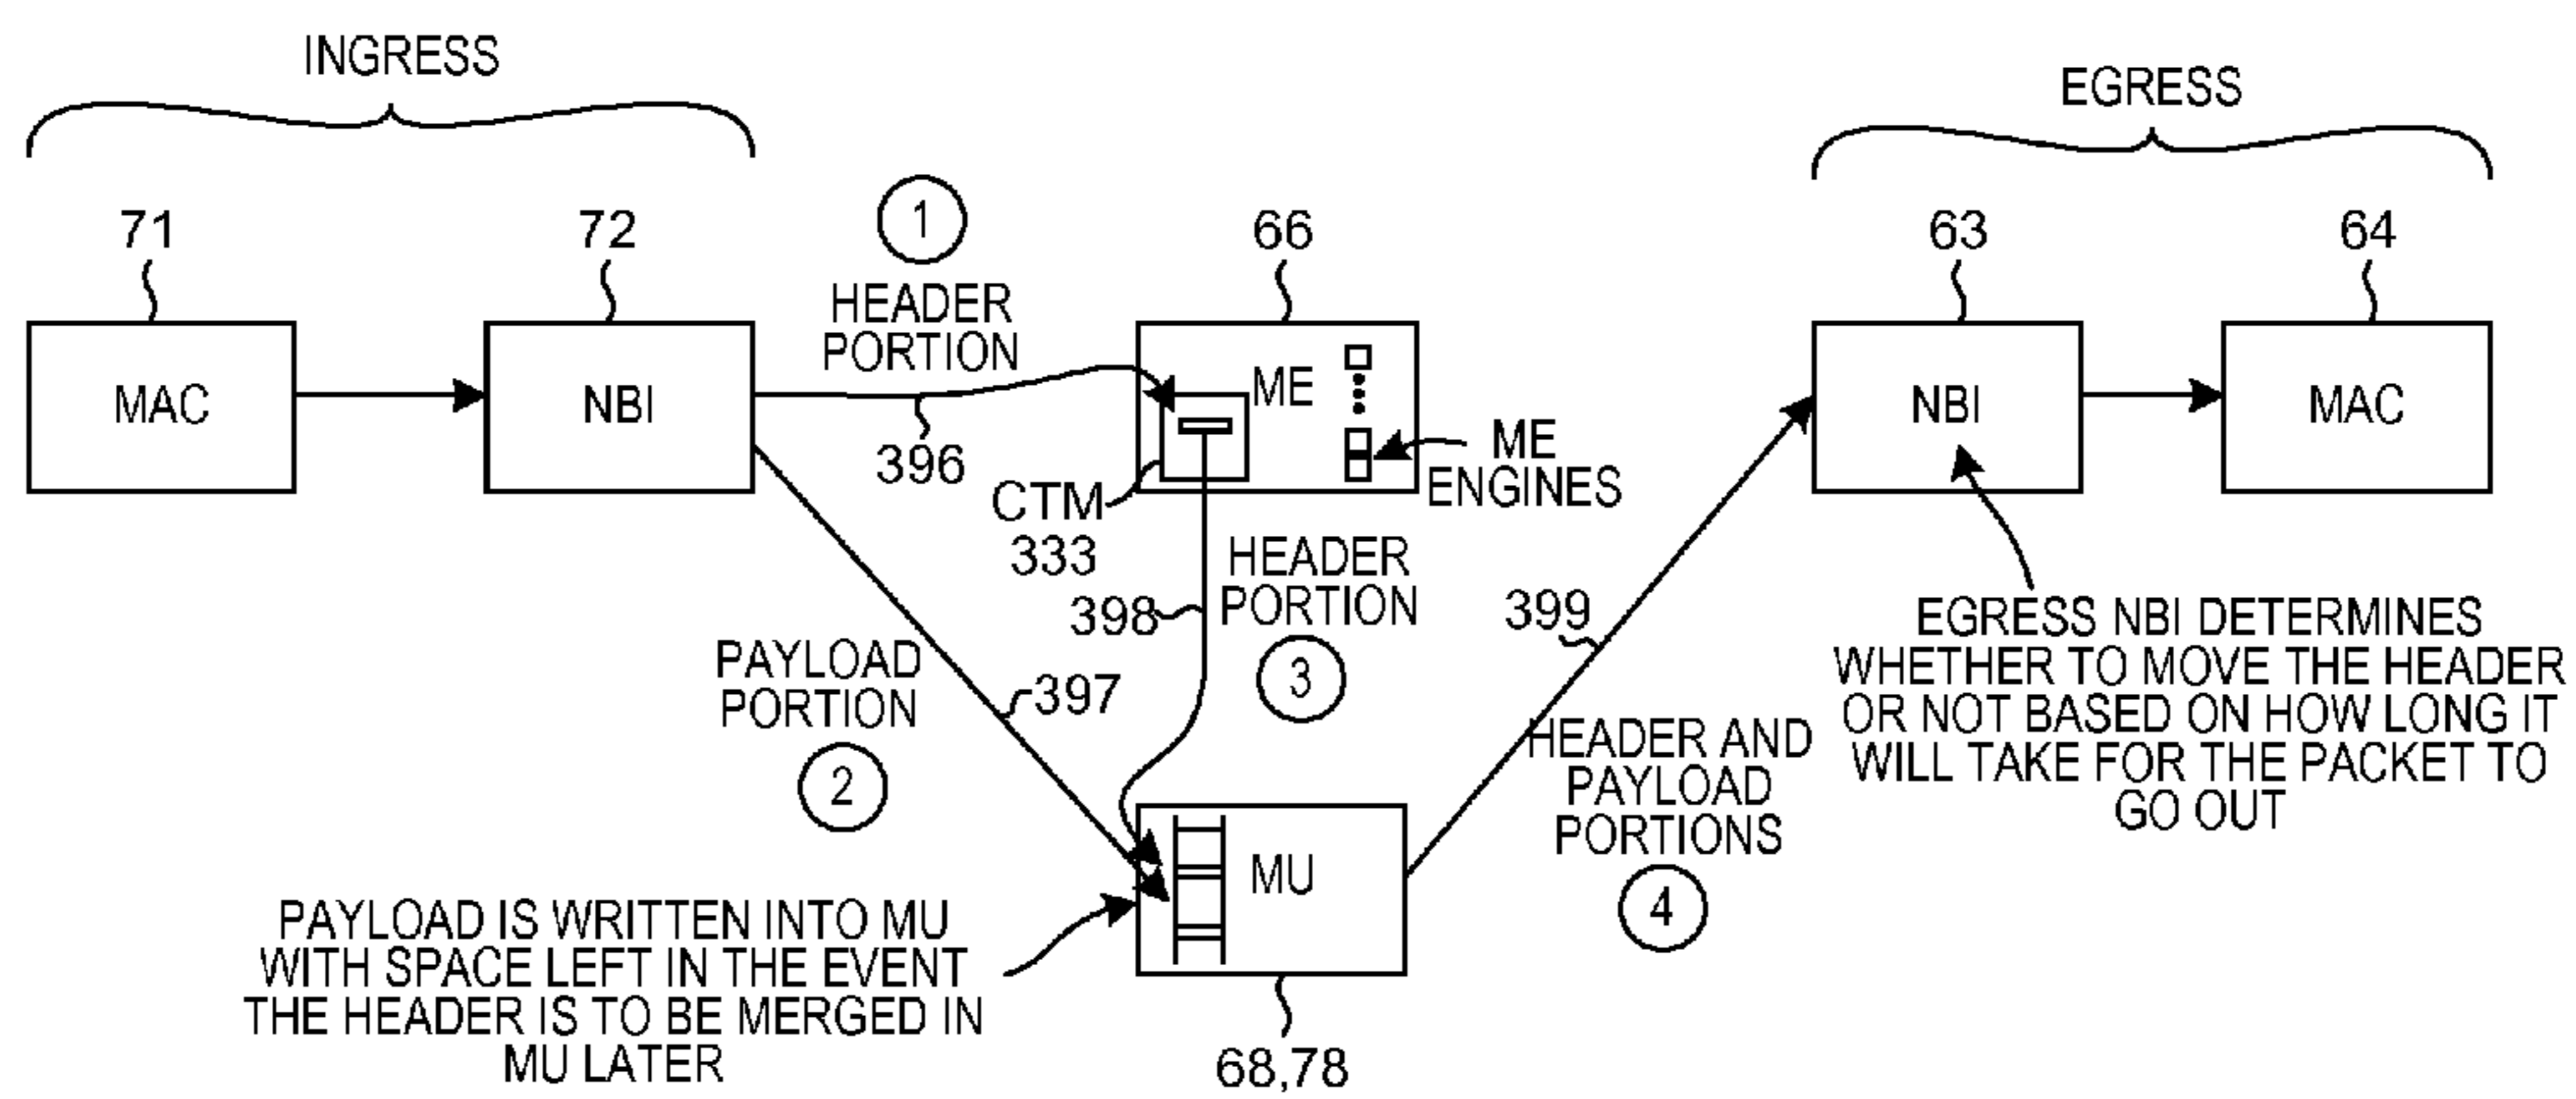 INGRESS
EGRESS
71
72
1
66
63
64
HEADER
PORTION
MAC
NBI
ME
NBI
MAC
396
ME
ENGINES
CTM
333
HEADER
PORTION
398
3
399
PAYLOAD
PORTION
397
2
EGRESS NBI DETERMINES
WHETHER TO MOVE THE HEADER
OR NOT BASED ON HOW LONG IT
WILL TAKE FOR THE PACKET TO
GO OUT
HEADER AND
PAYLOAD
PORTIONS
4
MU
PAYLOAD IS WRITTEN INTO MU
WITH SPACE LEFT IN THE EVENT
THE HEADER IS TO BE MERGED IN
MU LATER
68,78